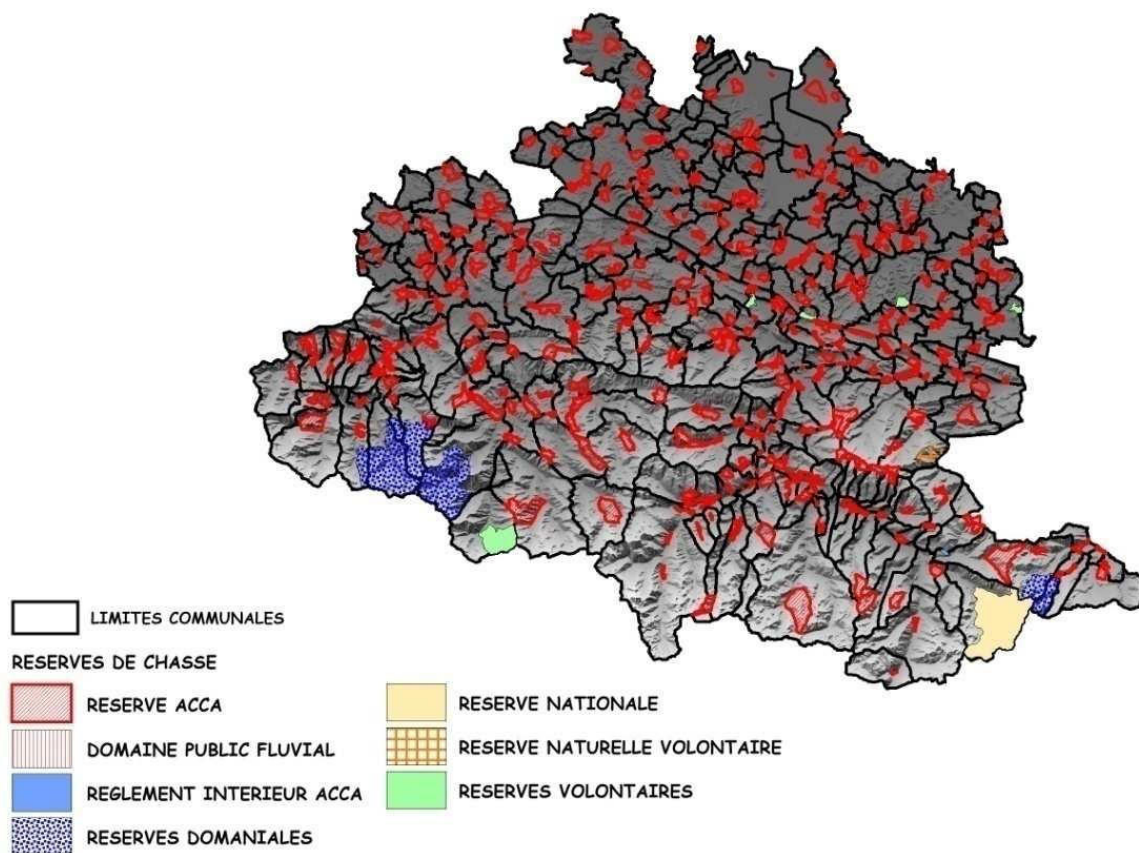 LIMITES COMMUNALES
RESERVES DE CHASSE
RESERVE ACCA
DOMAINE PUBLIC FLUVIAL
REGLEMENT INTERIEUR ACCA
RESERVES DOMANIALES
RESERVE NATIONALE
RESERVE NATURELLE VOLONTAIRE
RESERVES VOLONTAIRES